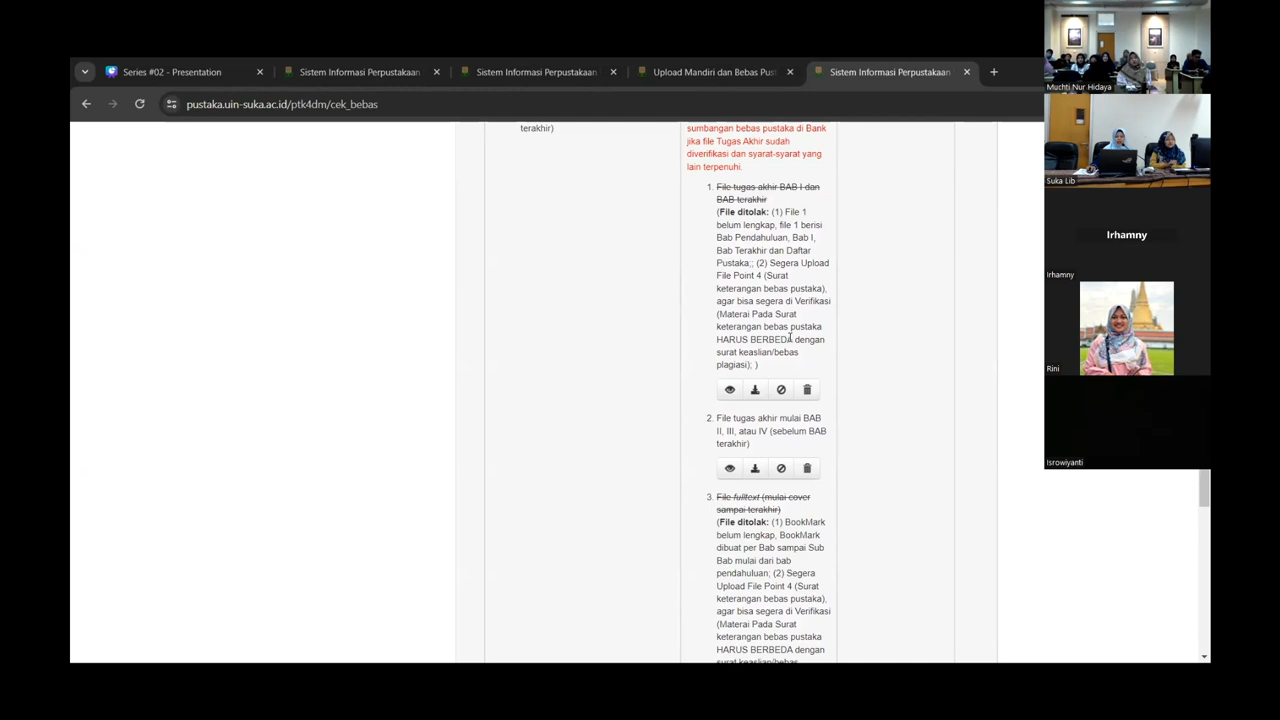 Series #02 - Presentation
Sistem Informasi Perpustakaan
Sistem Informasi Perpustakaan
Upload Mandiri dan Bebas Pust
Sistem Informasi Perpustakaan
pustaka.uin-suka.ac.id/ptk4dm/cek_bebas
terakhir)
sumbangan bebas pustaka di Bank
jika file Tugas Akhir sudah
diverifikasi dan syarat-syarat yang
lain terpenuhi.
1. File tugas akhir BAB I dan
BAB terakhir
(File ditolak: (1) File 1
belum lengkap, file 1 berisi
Bab Pendahuluan, Bab I,
Bab Terakhir dan Daftar
Pustaka;; (2) Segera Upload
File Point 4 (Surat
keterangan bebas pustaka),
agar bisa segera di Verifikasi
(Materai Pada Surat
keterangan bebas pustaka
HARUS BERBEDA dengan
surat keaslian/bebas
plagiasi); )
2. File tugas akhir mulai BAB
II, III, atau IV (sebelum BAB
terakhir)
3. File fulltext (mulai cover
sampai terakhir)
(File ditolak: (1) BookMark
belum lengkap, BookMark
dibuat per Bab sampai Sub
Bab mulai dari bab
pendahuluan; (2) Segera
Upload File Point 4 (Surat
keterangan bebas pustaka),
agar bisa segera di Verifikasi
(Materai Pada Surat
keterangan bebas pustaka
HARUS BERBEDA dengan
surat keaslian/bebas
Muchti Nur Hidaya
Suka Lib
Irhamny
Irhamny
Rini
Isrowiyanti